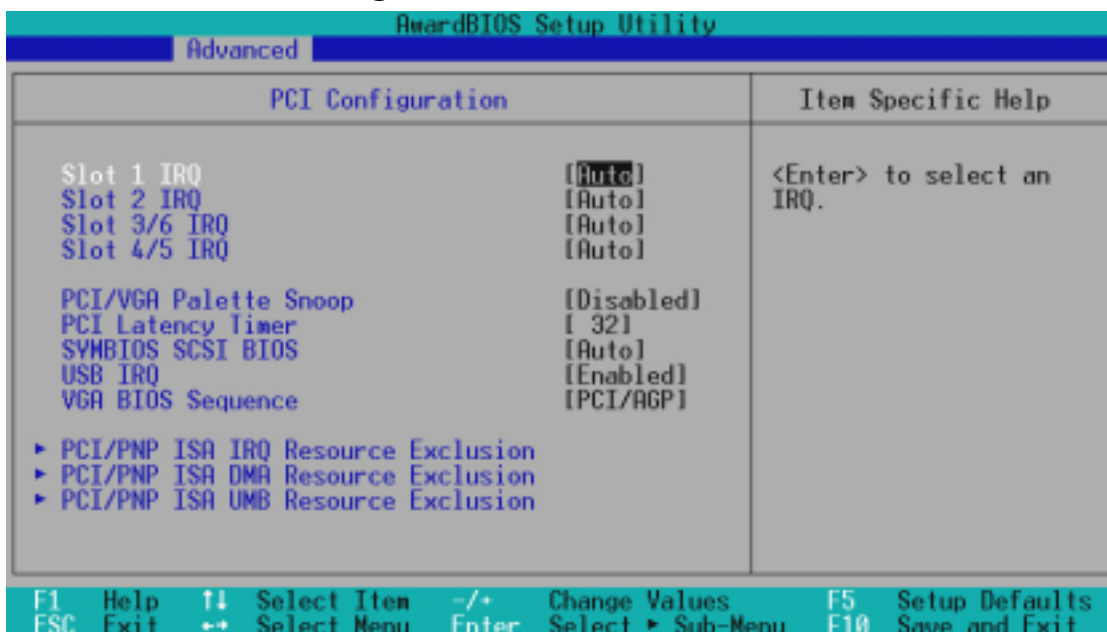 AwardBIOS Setup Utility
Advanced
PCI Configuration
Item Specific Help
Slot 1 IRQ [Auto]
Slot 2 IRQ [Auto]
Slot 3/6 IRQ [Auto]
Slot 4/5 IRQ [Auto]
<Enter> to select an
IRQ.
PCI/VGA Palette Snoop [Disabled]
PCI Latency Timer [ 32]
SYMBIOS SCSI BIOS [Auto]
USB IRQ [Enabled]
VGA BIOS Sequence [PCI/AGP]
► PCI/PNP ISA IRQ Resource Exclusion
► PCI/PNP ISA DMA Resource Exclusion
► PCI/PNP ISA UMB Resource Exclusion
F1 Help ↑↓ Select Item -/+ Change Values F5 Setup Defaults
ESC Exit ←→ Select Menu Enter Select ► Sub-Menu F10 Save and Exit